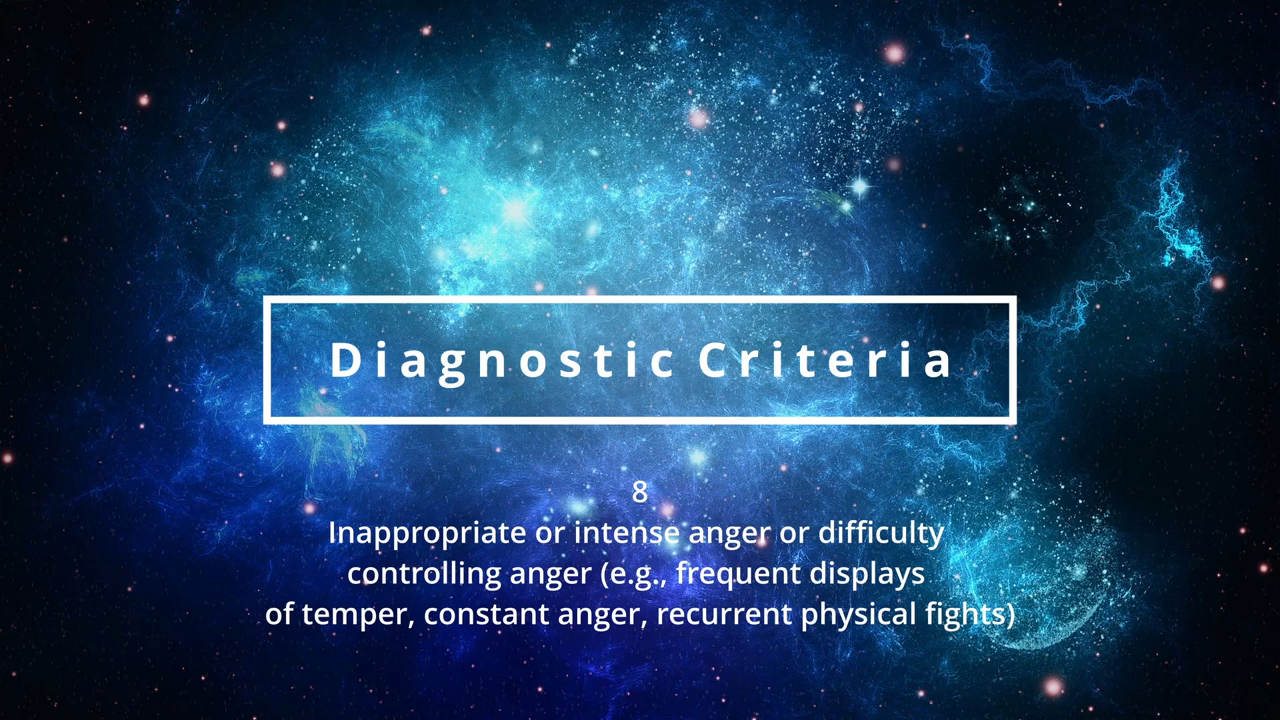 Diagnostic Criteria
8
Inappropriate or intense anger or difficulty
controlling anger (e.g., frequent displays
of temper, constant anger, recurrent physical fights)